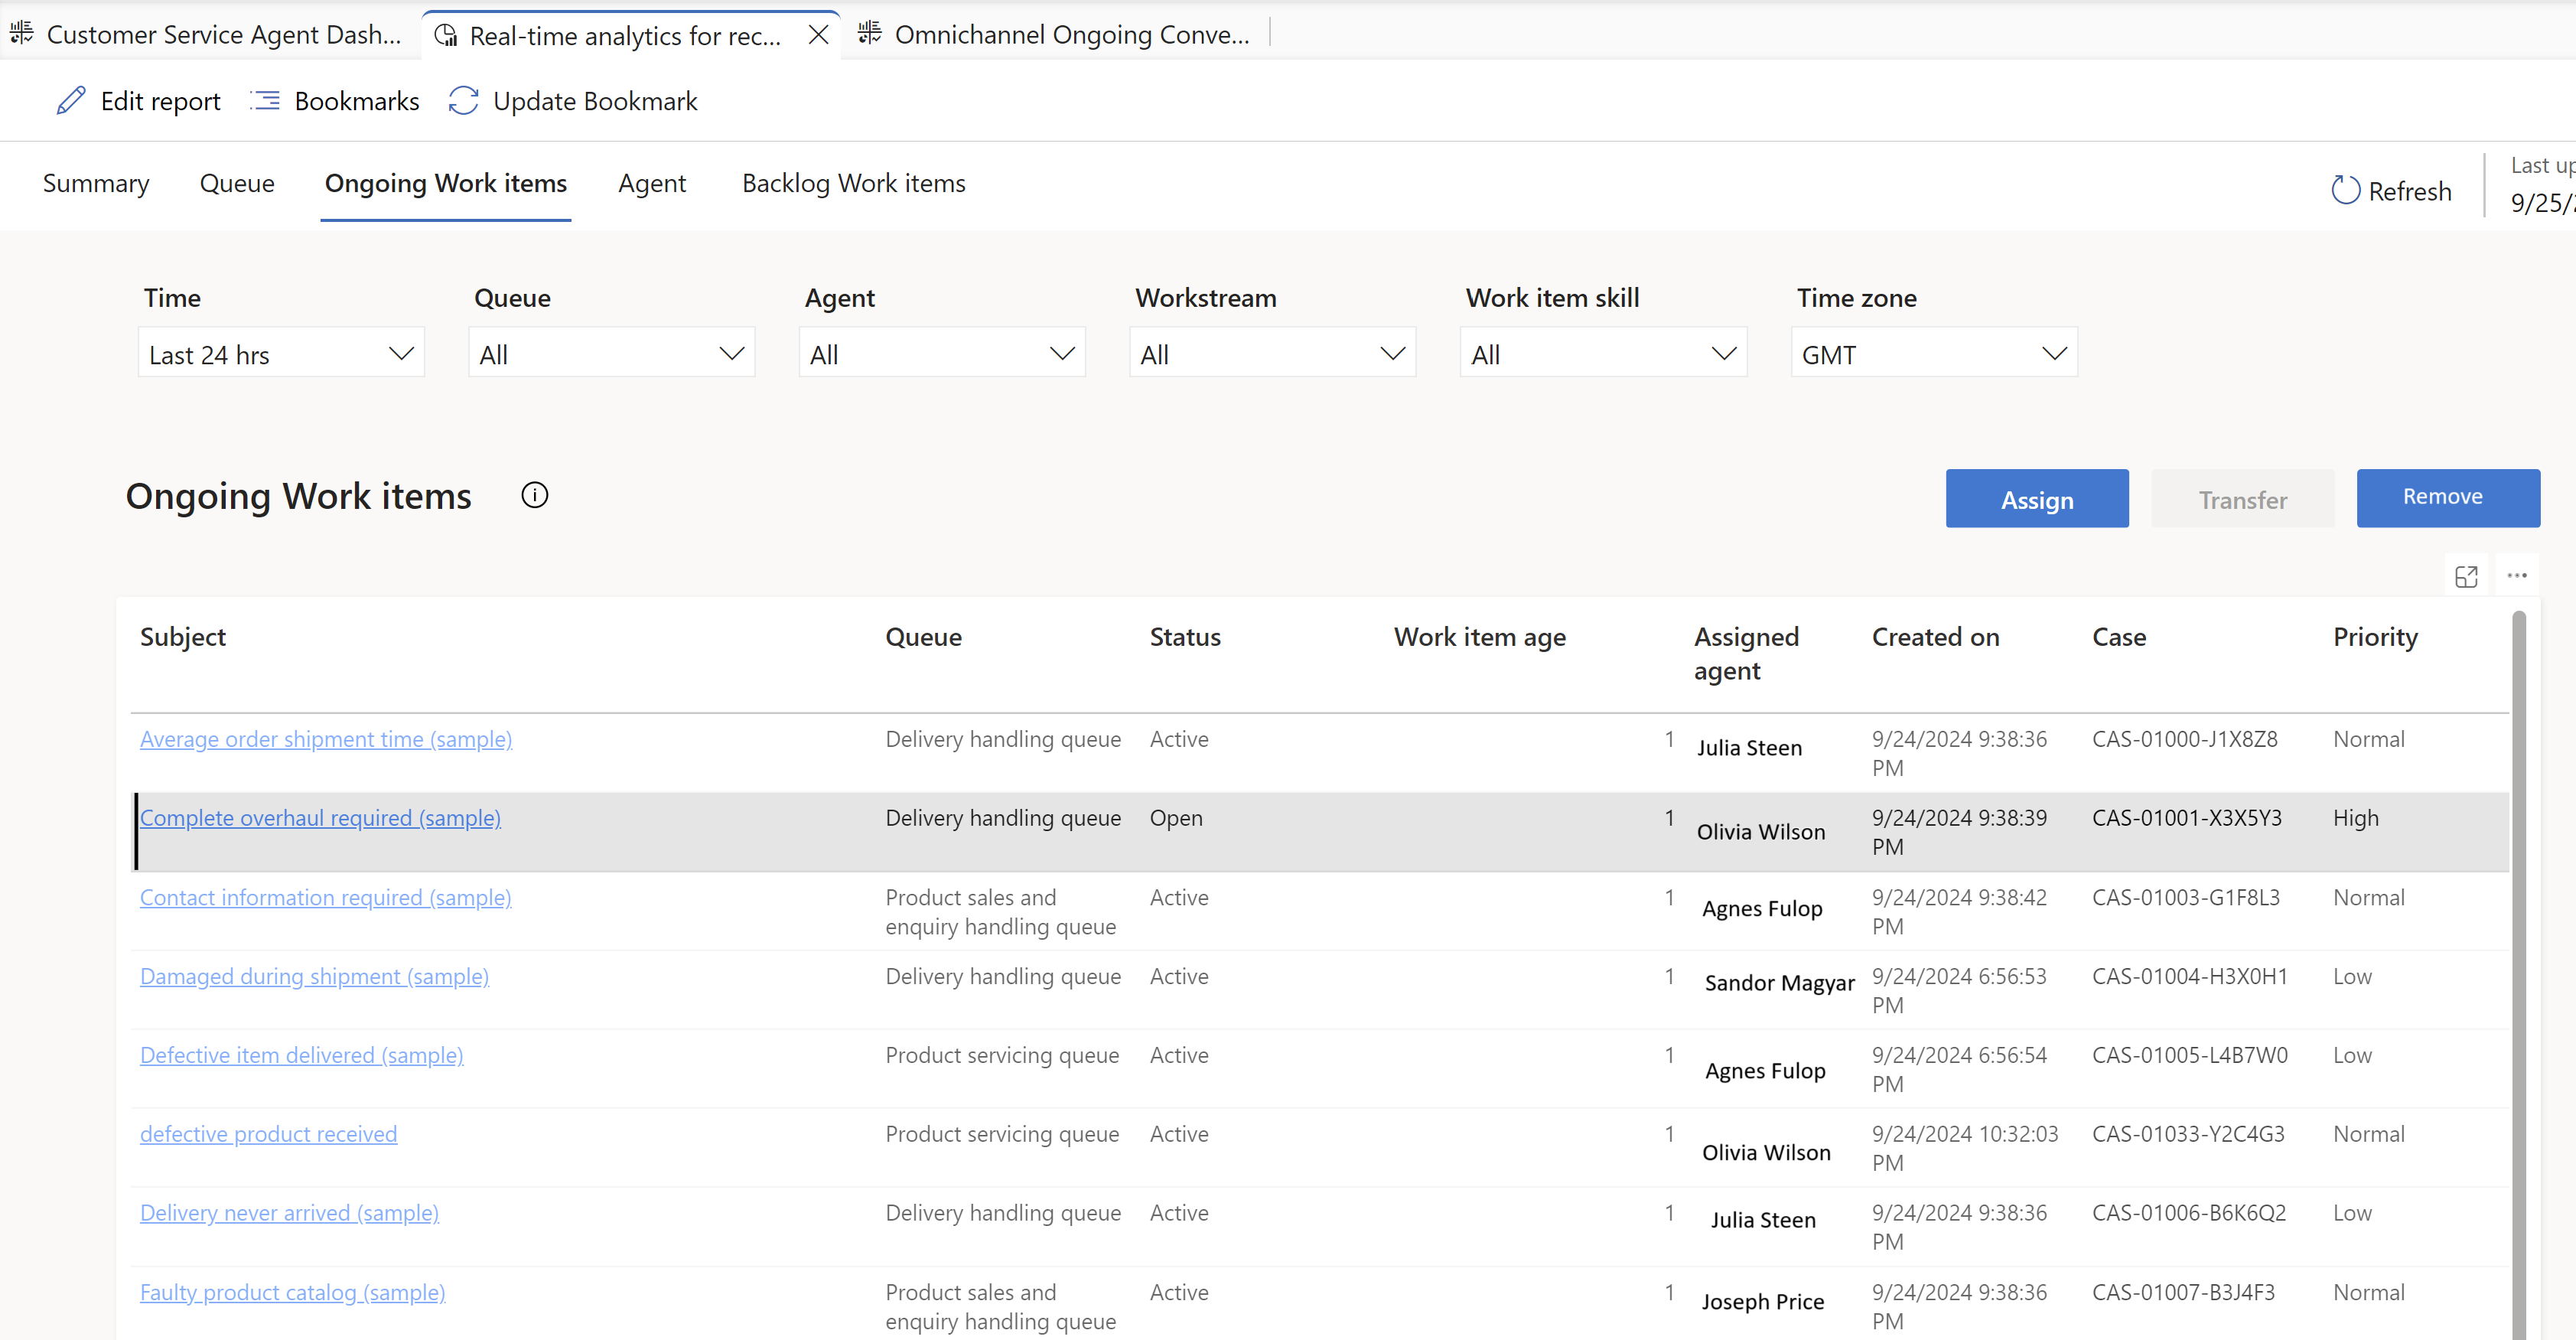 Customer Service Agent Dash...
Real-time analytics for rec...
Omnichannel Ongoing Conve...
Edit report
Bookmarks
Update Bookmark
Summary
Queue
Ongoing Work items
Agent
Backlog Work items
Refresh
Last up
9/25/
Time
Queue
Agent
Workstream
Work item skill
Time zone
Last 24 hrs
All
All
All
All
GMT
Ongoing Work items
Assign
Transfer
Remove
Subject
Queue
Status
Work item age
Assigned
agent
Created on
Case
Priority
Average order shipment time (sample)
Delivery handling queue
Active
1
Julia Steen
9/24/2024 9:38:36
PM
CAS-01000-J1X8Z8
Normal
Complete overhaul required (sample)
Delivery handling queue
Open
1
Olivia Wilson
9/24/2024 9:38:39
PM
CAS-01001-X3X5Y3
High
Contact information required (sample)
Product sales and
enquiry handling queue
Active
1
Agnes Fulop
9/24/2024 9:38:42
PM
CAS-01003-G1F8L3
Normal
Damaged during shipment (sample)
Delivery handling queue
Active
1
Sandor Magyar
9/24/2024 6:56:53
PM
CAS-01004-H3X0H1
Low
Defective item delivered (sample)
Product servicing queue
Active
1
Agnes Fulop
9/24/2024 6:56:54
PM
CAS-01005-L4B7W0
Low
defective product received
Product servicing queue
Active
1
Olivia Wilson
9/24/2024 10:32:03
PM
CAS-01033-Y2C4G3
Normal
Delivery never arrived (sample)
Delivery handling queue
Active
1
Julia Steen
9/24/2024 9:38:36
PM
CAS-01006-B6K6Q2
Low
Faulty product catalog (sample)
Product sales and
enquiry handling queue
Active
1
Joseph Price
9/24/2024 9:38:36
PM
CAS-01007-B3J4F3
Normal